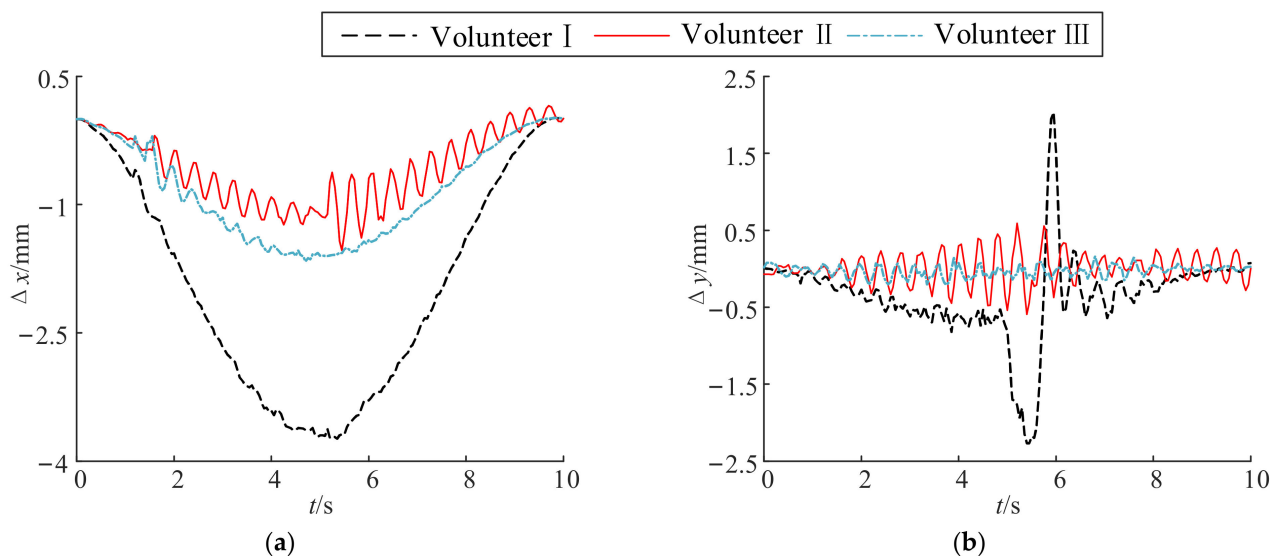 Volunteer Ⅰ Volunteer Ⅱ Volunteer Ⅲ
0.5
−1
−2.5
−4
Δ x/mm
0 2 4 6 8 10
t/s
(a)
2.5
1.5
0.5
−0.5
−1.5
−2.5
Δ y/mm
0 2 4 6 8 10
t/s
(b)